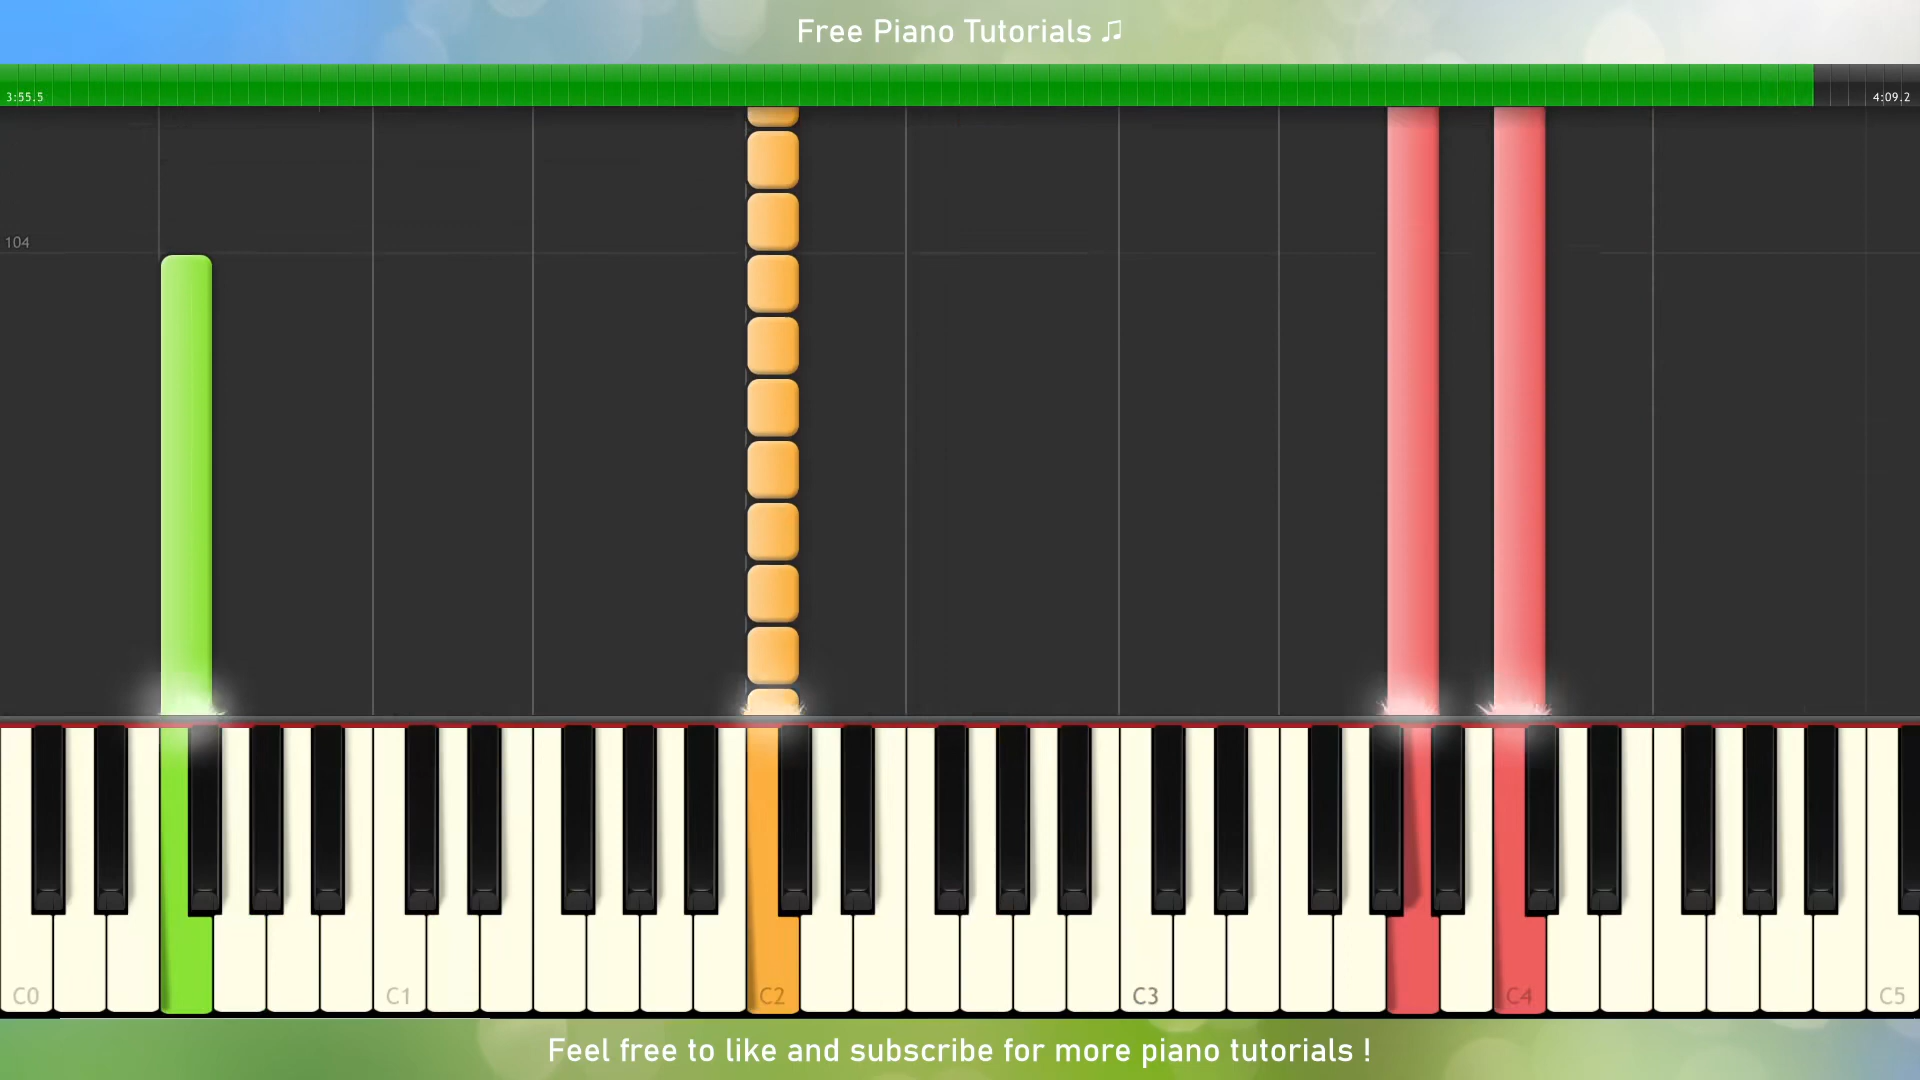 Free Piano Tutorials ♫
3:55.5
4:09.2
104
C0
C1
C2
C3
C4
C5
Feel free to like and subscribe for more piano tutorials !